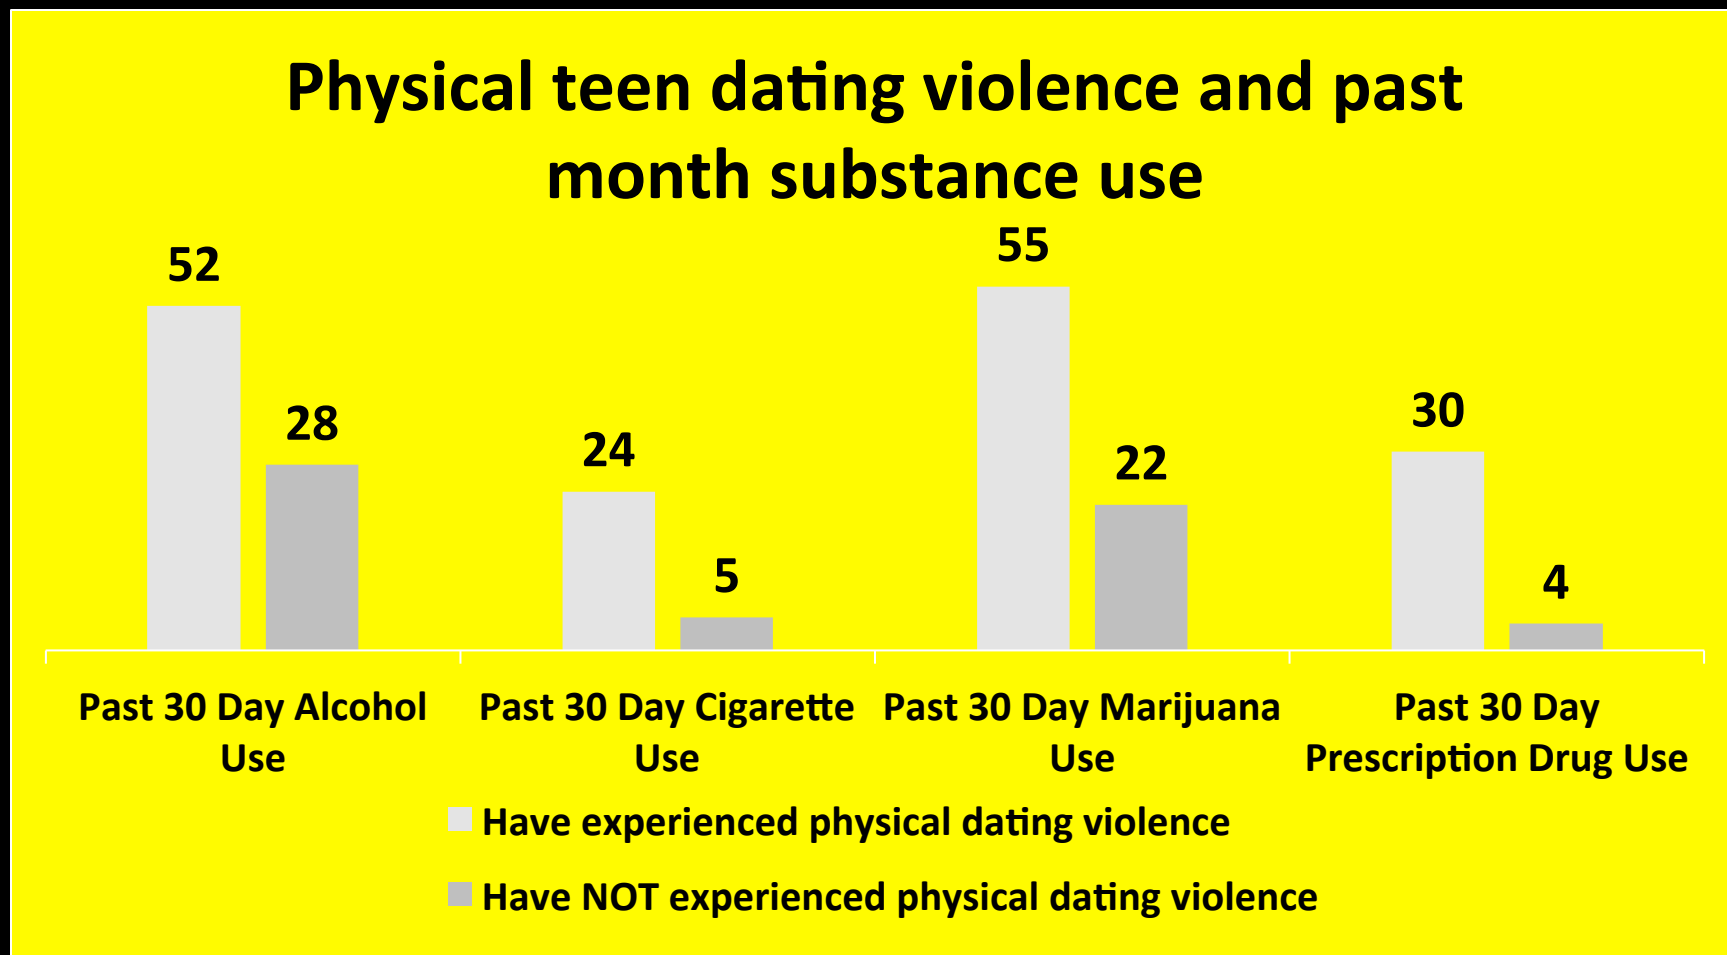 Physical teen dating violence and past
month substance use
52
28
24
5
55
22
30
4
Past 30 Day Alcohol
Use
Past 30 Day Cigarette
Use
Past 30 Day Marijuana
Use
Past 30 Day
Prescription Drug Use
Have experienced physical dating violence
Have NOT experienced physical dating violence